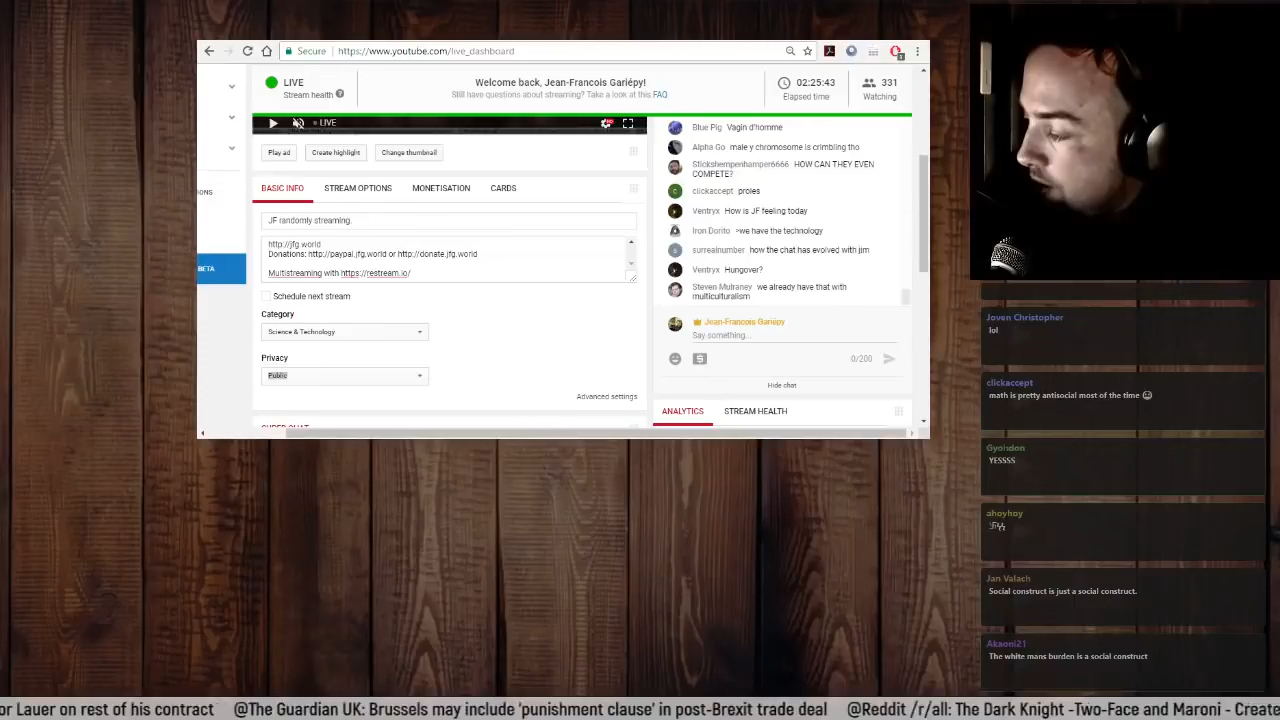 Secure https://www.youtube.com/live_dashboard
LIVE
Stream health
Welcome back, Jean-Francois Gariépy!
Still have questions about streaming? Take a look at this FAQ.
02:25:43
Elapsed time
331
Watching
LIVE
Play ad
Create highlight
Change thumbnail
BASIC INFO
STREAM OPTIONS
MONETISATION
CARDS
JF randomly streaming.
http://jfg.world
Donations: http://paypal.jfg.world or http://donate.jfg.world
Multistreaming with https://restream.io/
Schedule next stream
Category
Science & Technology
Privacy
Public
Advanced settings
IONS
BETA
Blue Pig Vagin d'homme
Alpha Go male y chromosome is crimbling tho
Stickshempenhamper6666 HOW CAN THEY EVEN
COMPETE?
clickaccept proles
Ventryx How is JF feeling today
Iron Dorito >we have the technology
surrealnumber how the chat has evolved with jim
Ventryx Hungover?
Steven Mulraney we already have that with
multiculturalism
Jean-Francois Gariépy
Say something...
0/200
Hide chat
ANALYTICS
STREAM HEALTH
Joven Christopher
lol
clickaccept
math is pretty antisocial most of the time
Gyoisdon
YESSSS
ahoyhoy
Jan Valach
Social construct is just a social construct.
Akaoni21
The white mans burden is a social construct
or Lauer on rest of his contract @The Guardian UK: Brussels may include 'punishment clause' in post-Brexit trade deal @Reddit /r/all: The Dark Knight -Two-Face and Maroni - Create